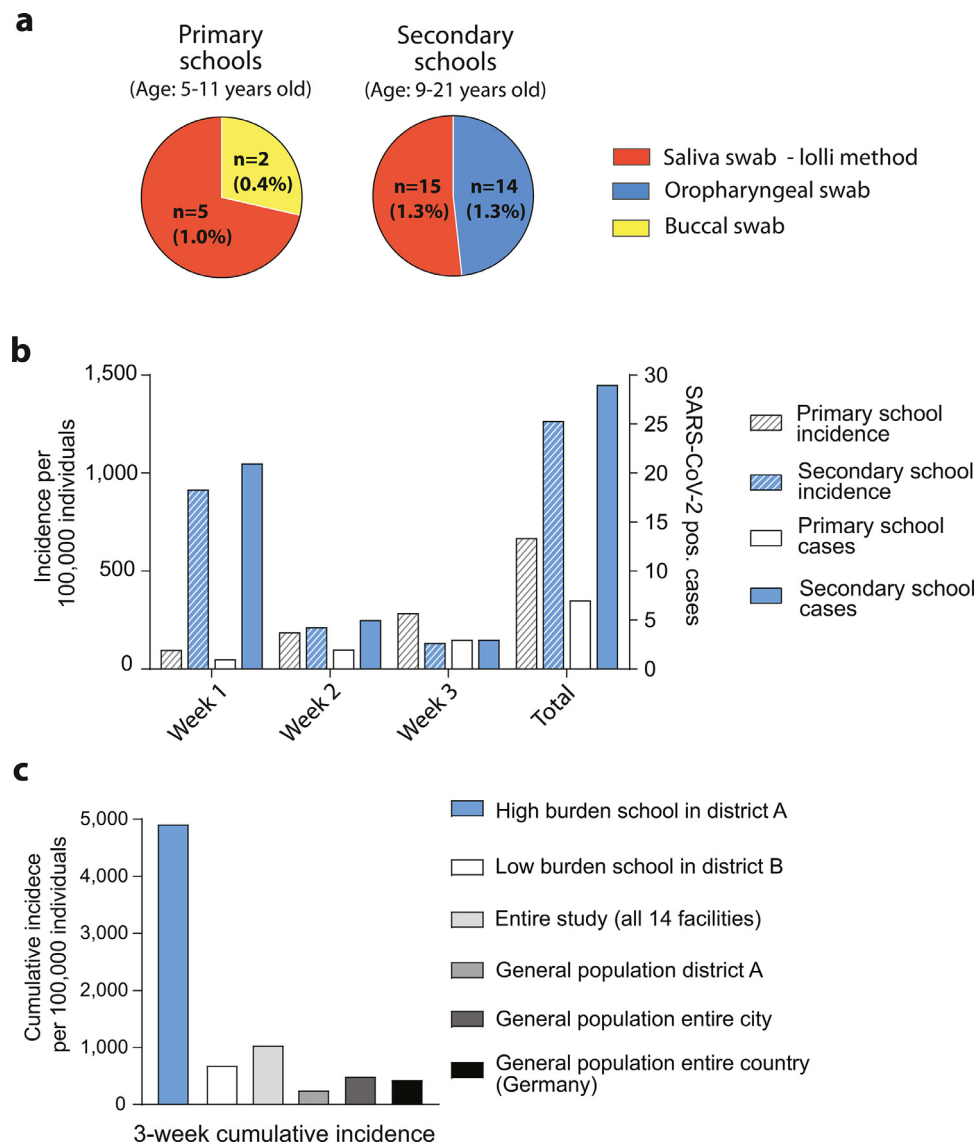 a
Primary
schools
(Age: 5-11 years old)
Secondary
schools
(Age: 9-21 years old)
n=2
(0.4%)
n=5
(1.0%)
n=15
(1.3%)
n=14
(1.3%)
Saliva swab - lolli method
Oropharyngeal swab
Buccal swab
b
Incidence per
100,000 individuals
1,500
1,000
500
0
30
25
20
15
10
5
0
SARS-CoV-2 pos. cases
Week 1
Week 2
Week 3
Total
Primary school
incidence
Secondary school
incidence
Primary school
cases
Secondary school
cases
c
Cumulative incidece
per 100,000 individuals
5,000
4,000
3,000
2,000
1,000
0
3-week cumulative incidence
High burden school in district A
Low burden school in district B
Entire study (all 14 facilities)
General population district A
General population entire city
General population entire country
(Germany)